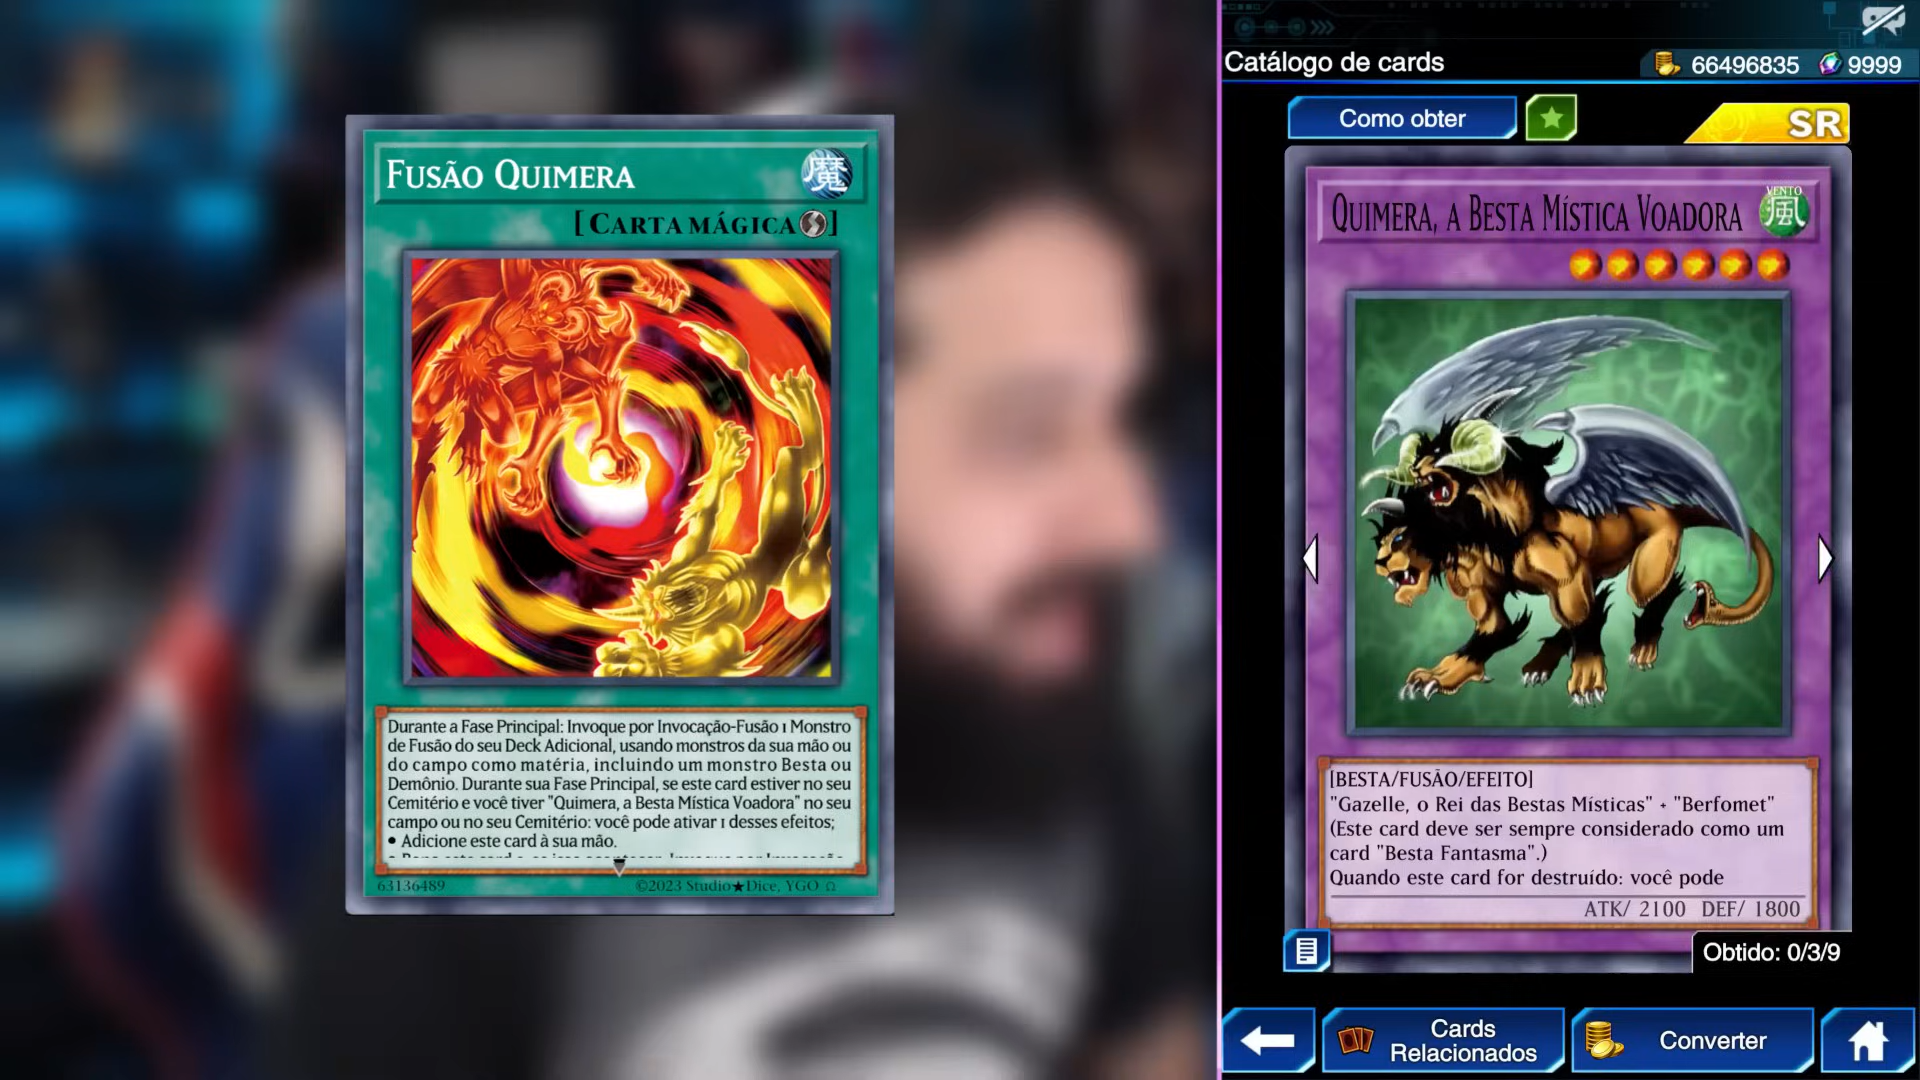 FUSÃO QUIMERA
魔
[CARTA MÁGICA]
Durante a Fase Principal: Invoque por Invocação-Fusão 1 Monstro
de Fusão do seu Deck Adicional, usando monstros da sua mão ou
do campo como matéria, incluindo um monstro Besta ou
Demônio. Durante sua Fase Principal, se este card estiver no seu
Cemitério e você tiver "Quimera, a Besta Mística Voadora" no seu
campo ou no seu Cemitério: você pode ativar 1 desses efeitos;
• Adicione este card à sua mão.
63136489
©2023 Studio★Dice, YGO Ω
Catálogo de cards
66496835
9999
Como obter
SR
QUIMERA, A BESTA MÍSTICA VOADORA
VENTO
風
[BESTA/FUSÃO/EFEITO]
"Gazelle, o Rei das Bestas Místicas" + "Berfomet"
(Este card deve ser sempre considerado como um
card "Besta Fantasma".)
Quando este card for destruído: você pode
ATK/ 2100 DEF/ 1800
Obtido: 0/3/9
Cards
Relacionados
Converter